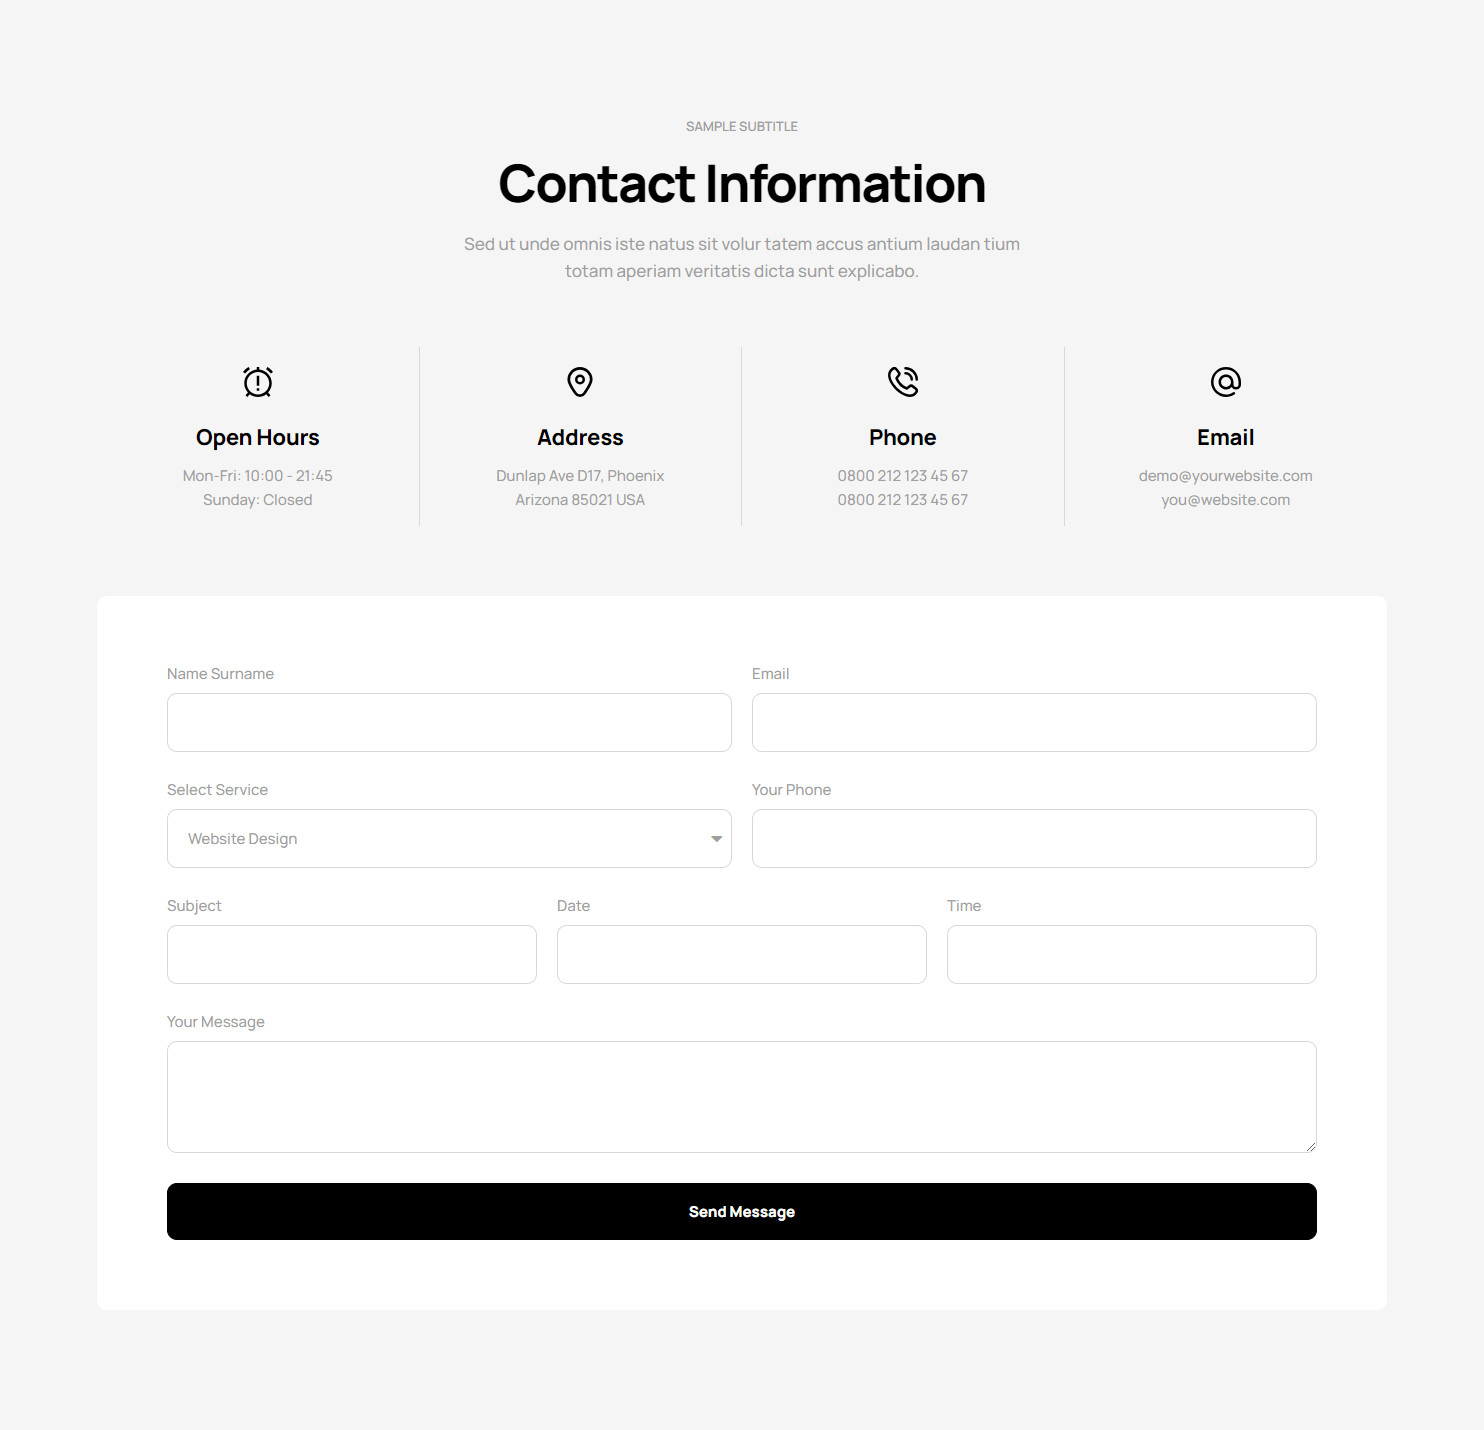 SAMPLE SUBTITLE
Contact Information
Sed ut unde omnis iste natus sit volur tatem accus antium laudan tium
totam aperiam veritatis dicta sunt explicabo.
Open Hours
Mon-Fri: 10:00 - 21:45
Sunday: Closed
Address
Dunlap Ave D17, Phoenix
Arizona 85021 USA
Phone
0800 212 123 45 67
0800 212 123 45 67
Email
demo@yourwebsite.com
you@website.com
Name Surname
Email
Select Service
Website Design
Your Phone
Subject
Date
Time
Your Message
Send Message